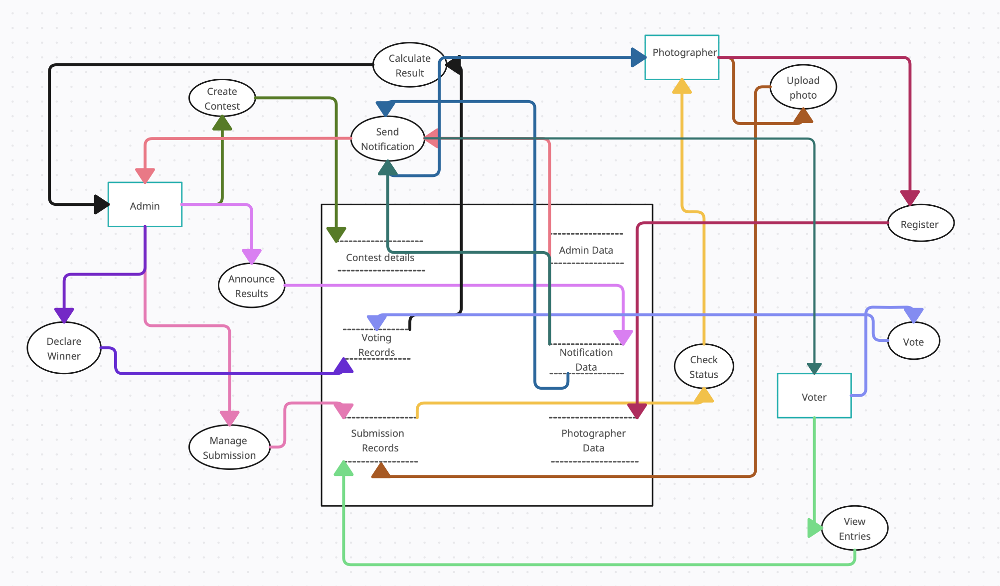 Photographer
Calculate
Result
Upload
photo
Create
Contest
Send
Notification
Admin
Register
Admin Data
Contest details
Announce
Results
Voting
Records
Declare
Winner
Vote
Notification
Data
Check
Status
Voter
Submission
Records
Photographer
Data
Manage
Submission
View
Entries